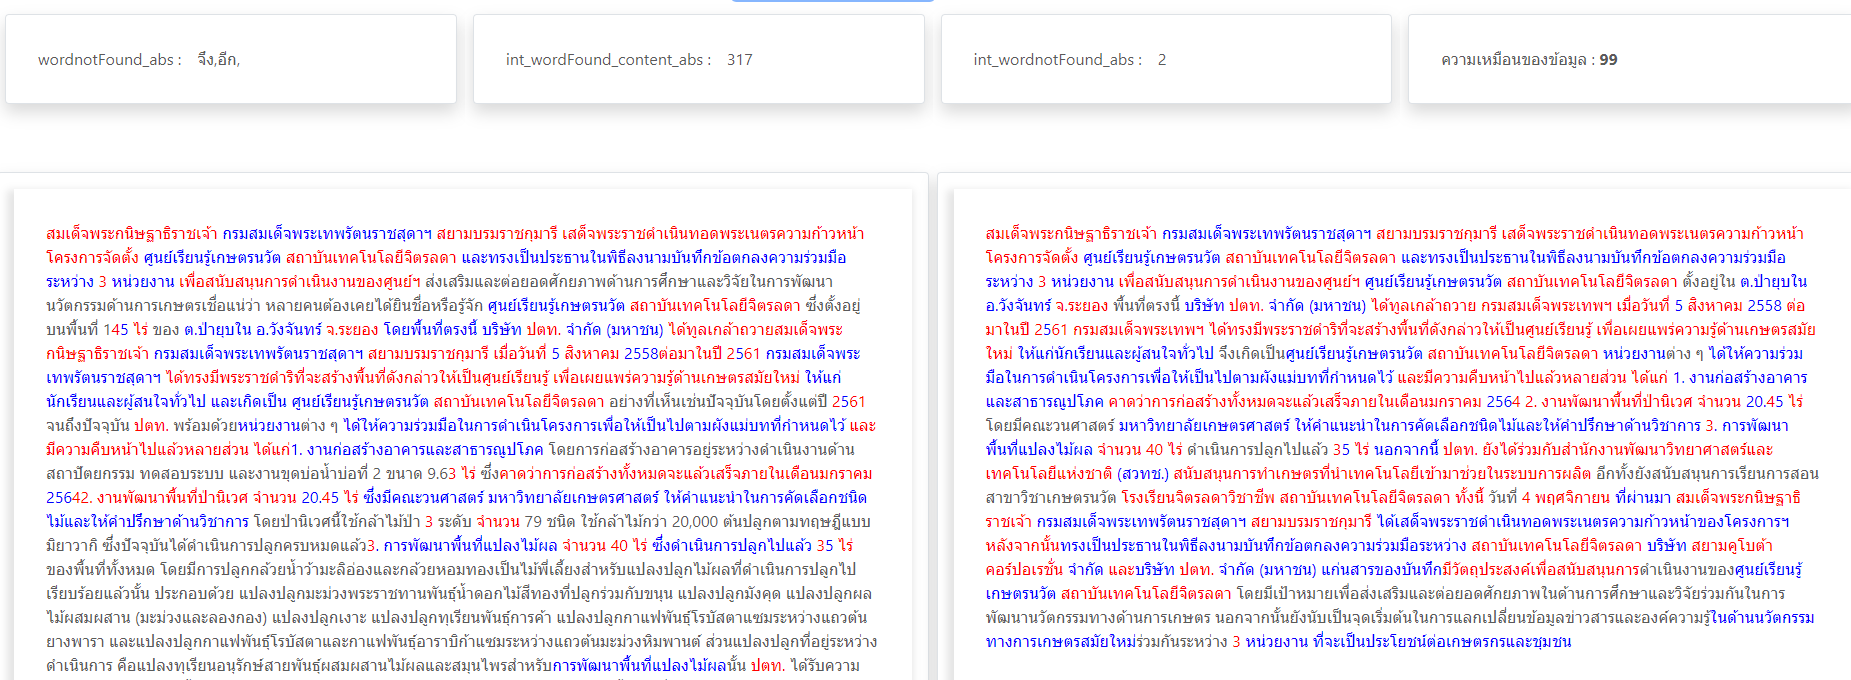 wordnotFound_abs : จึง,อีก,
int_wordFound_content_abs : 317
int_wordnotFound_abs : 2
ความเหมือนของข้อมูล : 99
สมเด็จพระกนิษฐาธิราชเจ้า กรมสมเด็จพระเทพรัตนราชสุดาฯ สยามบรมราชกุมารี เสด็จพระราชดำเนินทอดพระเนตรความก้าวหน้า
โครงการจัดตั้ง ศูนย์เรียนรู้เกษตรนวัต สถาบันเทคโนโลยีจิตรลดา และทรงเป็นประธานในพิธีลงนามบันทึกข้อตกลงความร่วมมือ
ระหว่าง 3 หน่วยงาน เพื่อสนับสนุนการดำเนินงานของศูนย์ฯ ส่งเสริมและต่อยอดศักยภาพด้านการศึกษาและวิจัยในการพัฒนา
นวัตกรรมด้านการเกษตรเชื่อแน่ว่า หลายคนต้องเคยได้ยินชื่อหรือรู้จัก ศูนย์เรียนรู้เกษตรนวัต สถาบันเทคโนโลยีจิตรลดา ซึ่งตั้งอยู่
บนพื้นที่ 145 ไร่ ของ ต.ป่ายุบใน อ.วังจันทร์ จ.ระยอง โดยพื้นที่ตรงนี้ บริษัท ปตท. จำกัด (มหาชน) ได้ทูลเกล้าถวายสมเด็จพระ
กนิษฐาธิราชเจ้า กรมสมเด็จพระเทพรัตนราชสุดาฯ สยามบรมราชกุมารี เมื่อวันที่ 5 สิงหาคม 2558ต่อมาในปี 2561 กรมสมเด็จพระ
เทพรัตนราชสุดาฯ ได้ทรงมีพระราชดำริที่จะสร้างพื้นที่ดังกล่าวให้เป็นศูนย์เรียนรู้ เพื่อเผยแพร่ความรู้ด้านเกษตรสมัยใหม่ ให้แก่
นักเรียนและผู้สนใจทั่วไป และเกิดเป็น ศูนย์เรียนรู้เกษตรนวัต สถาบันเทคโนโลยีจิตรลดา อย่างที่เห็นเช่นปัจจุบันโดยตั้งแต่ปี 2561
จนถึงปัจจุบัน ปตท. พร้อมด้วยหน่วยงานต่าง ๆ ได้ให้ความร่วมมือในการดำเนินโครงการเพื่อให้เป็นไปตามผังแม่บทที่กำหนดไว้ และ
มีความคืบหน้าไปแล้วหลายส่วน ได้แก่1. งานก่อสร้างอาคารและสาธารณูปโภค โดยการก่อสร้างอาคารอยู่ระหว่างดำเนินงานด้าน
สถาปัตยกรรม ทดสอบระบบ และงานขุดบ่อน้ำบ่อที่ 2 ขนาด 9.63 ไร่ ซึ่งคาดว่าการก่อสร้างทั้งหมดจะแล้วเสร็จภายในเดือนมกราคม
25642. งานพัฒนาพื้นที่ป่านิเวศ จำนวน 20.45 ไร่ ซึ่งมีคณะวนศาสตร์ มหาวิทยาลัยเกษตรศาสตร์ ให้คำแนะนำในการคัดเลือกชนิด
ไม้และให้คำปรึกษาด้านวิชาการ โดยป่านิเวศนี้ใช้กล้าไม้ป่า 3 ระดับ จำนวน 79 ชนิด ใช้กล้าไม้กว่า 20,000 ต้นปลูกตามทฤษฎีแบบ
มิยาวากิ ซึ่งปัจจุบันได้ดำเนินการปลูกครบหมดแล้ว3. การพัฒนาพื้นที่แปลงไม้ผล จำนวน 40 ไร่ ซึ่งดำเนินการปลูกไปแล้ว 35 ไร่
ของพื้นที่ทั้งหมด โดยมีการปลูกกล้วยน้ำว้ามะลิอ่องและกล้วยหอมทองเป็นไม้พี่เลี้ยงสำหรับแปลงปลูกไม้ผลที่ดำเนินการปลูกไป
เรียบร้อยแล้วนั้น ประกอบด้วย แปลงปลูกมะม่วงพระราชทานพันธุ์น้ำดอกไม้สีทองที่ปลูกร่วมกับขนุน แปลงปลูกมังคุด แปลงปลูกผล
ไม้ผสมผสาน (มะม่วงและลองกอง) แปลงปลูกเงาะ แปลงปลูกทุเรียนพันธุ์การค้า แปลงปลูกกาแฟพันธุ์โรบัสตาแซมระหว่างแถวต้น
ยางพารา และแปลงปลูกกาแฟพันธุ์โรบัสตาและกาแฟพันธุ์อาราบิก้าแซมระหว่างแถวต้นมะม่วงหิมพานต์ ส่วนแปลงปลูกที่อยู่ระหว่าง
ดำเนินการ คือแปลงทุเรียนอนุรักษ์สายพันธุ์ผสมผสานไม้ผลและสมุนไพรสำหรับการพัฒนาพื้นที่แปลงไม้ผลนั้น ปตท. ได้รับความ
สมเด็จพระกนิษฐาธิราชเจ้า กรมสมเด็จพระเทพรัตนราชสุดาฯ สยามบรมราชกุมารี เสด็จพระราชดำเนินทอดพระเนตรความก้าวหน้า
โครงการจัดตั้ง ศูนย์เรียนรู้เกษตรนวัต สถาบันเทคโนโลยีจิตรลดา และทรงเป็นประธานในพิธีลงนามบันทึกข้อตกลงความร่วมมือ
ระหว่าง 3 หน่วยงาน เพื่อสนับสนุนการดำเนินงานของศูนย์ฯ ศูนย์เรียนรู้เกษตรนวัต สถาบันเทคโนโลยีจิตรลดา ตั้งอยู่ใน ต.ป่ายุบใน
อ.วังจันทร์ จ.ระยอง พื้นที่ตรงนี้ บริษัท ปตท. จำกัด (มหาชน) ได้ทูลเกล้าถวาย กรมสมเด็จพระเทพฯ เมื่อวันที่ 5 สิงหาคม 2558 ต่อ
มาในปี 2561 กรมสมเด็จพระเทพฯ ได้ทรงมีพระราชดำริที่จะสร้างพื้นที่ดังกล่าวให้เป็นศูนย์เรียนรู้ เพื่อเผยแพร่ความรู้ด้านเกษตรสมัย
ใหม่ ให้แก่นักเรียนและผู้สนใจทั่วไป จึงเกิดเป็นศูนย์เรียนรู้เกษตรนวัต สถาบันเทคโนโลยีจิตรลดา หน่วยงานต่าง ๆ ได้ให้ความร่วม
มือในการดำเนินโครงการเพื่อให้เป็นไปตามผังแม่บทที่กำหนดไว้ และมีความคืบหน้าไปแล้วหลายส่วน ได้แก่ 1. งานก่อสร้างอาคาร
และสาธารณูปโภค คาดว่าการก่อสร้างทั้งหมดจะแล้วเสร็จภายในเดือนมกราคม 2564 2. งานพัฒนาพื้นที่ป่านิเวศ จำนวน 20.45 ไร่
โดยมีคณะวนศาสตร์ มหาวิทยาลัยเกษตรศาสตร์ ให้คำแนะนำในการคัดเลือกชนิดไม้และให้คำปรึกษาด้านวิชาการ 3. การพัฒนา
พื้นที่แปลงไม้ผล จำนวน 40 ไร่ ดำเนินการปลูกไปแล้ว 35 ไร่ นอกจากนี้ ปตท. ยังได้ร่วมกับสำนักงานพัฒนาวิทยาศาสตร์และ
เทคโนโลยีแห่งชาติ (สวทช.) สนับสนุนการทำเกษตรที่นำเทคโนโลยีเข้ามาช่วยในระบบการผลิต อีกทั้งยังสนับสนุนการเรียนการสอน
สาขาวิชาเกษตรนวัต โรงเรียนจิตรลดาวิชาชีพ สถาบันเทคโนโลยีจิตรลดา ทั้งนี้ วันที่ 4 พฤศจิกายน ที่ผ่านมา สมเด็จพระกนิษฐาธิ
ราชเจ้า กรมสมเด็จพระเทพรัตนราชสุดาฯ สยามบรมราชกุมารี ได้เสด็จพระราชดำเนินทอดพระเนตรความก้าวหน้าของโครงการฯ
หลังจากนั้นทรงเป็นประธานในพิธีลงนามบันทึกข้อตกลงความร่วมมือระหว่าง สถาบันเทคโนโลยีจิตรลดา บริษัท สยามคูโบต้า
คอร์ปอเรชั่น จำกัด และบริษัท ปตท. จำกัด (มหาชน) แก่นสารของบันทึกมีวัตถุประสงค์เพื่อสนับสนุนการดำเนินงานของศูนย์เรียนรู้
เกษตรนวัต สถาบันเทคโนโลยีจิตรลดา โดยมีเป้าหมายเพื่อส่งเสริมและต่อยอดศักยภาพในด้านการศึกษาและวิจัยร่วมกันในการ
พัฒนานวัตกรรมทางด้านการเกษตร นอกจากนั้นยังนับเป็นจุดเริ่มต้นในการแลกเปลี่ยนข้อมูลข่าวสารและองค์ความรู้ในด้านนวัตกรรม
ทางการเกษตรสมัยใหม่ร่วมกันระหว่าง 3 หน่วยงาน ที่จะเป็นประโยชน์ต่อเกษตรกรและชุมชน